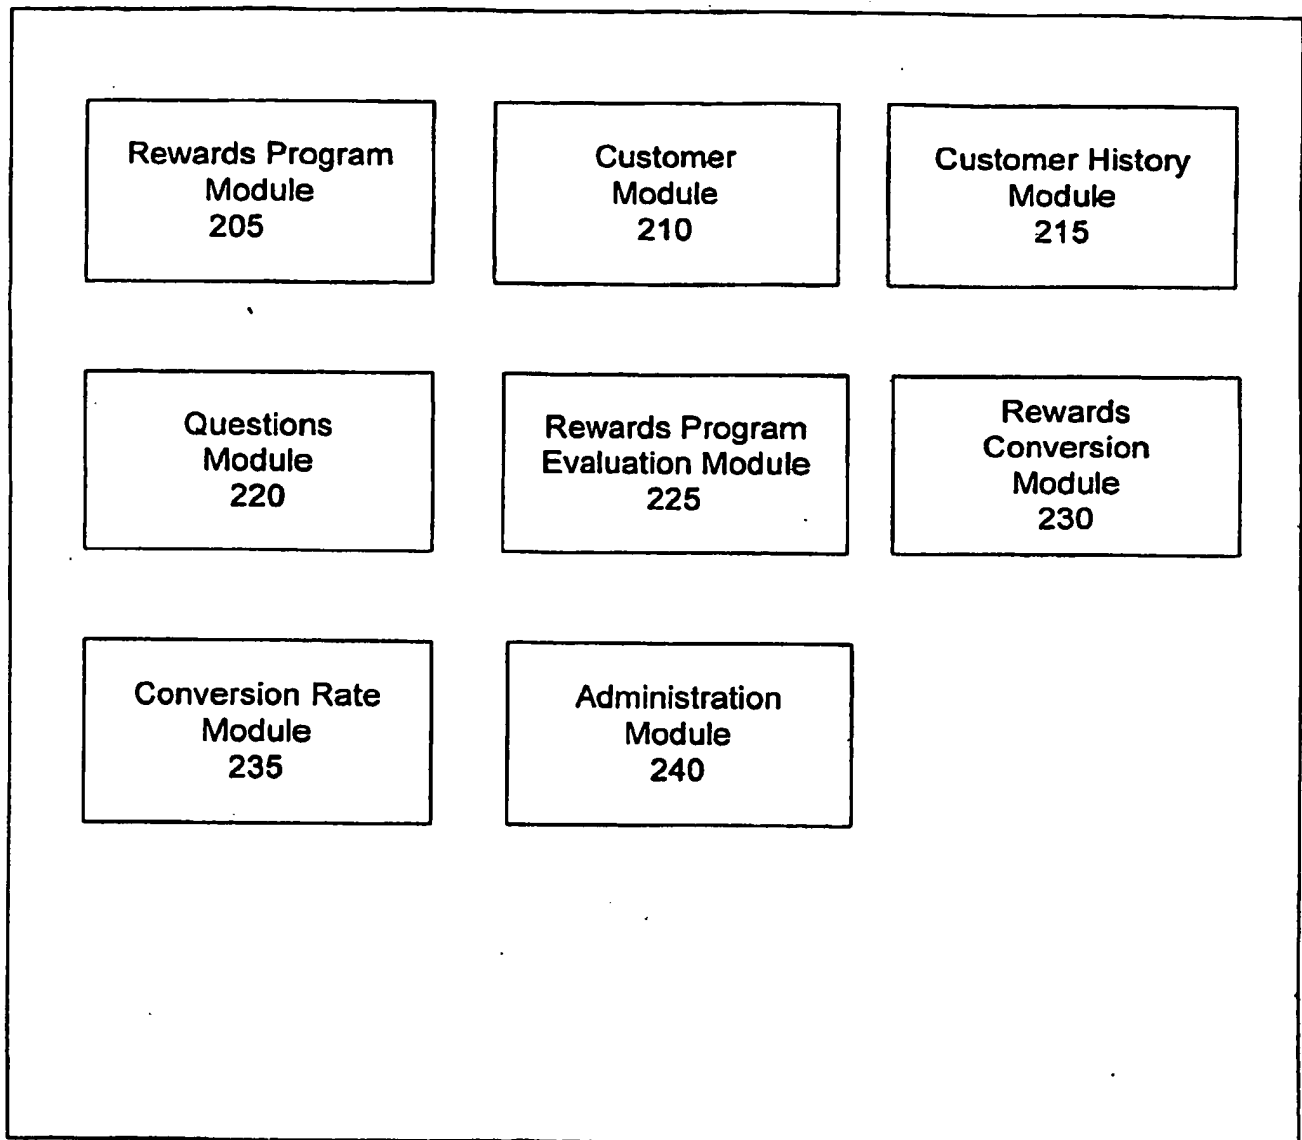 Rewards Program
Module
205
Customer
Module
210
Customer History
Module
215
Questions
Module
220
Rewards Program
Evaluation Module
225
Rewards
Conversion
Module
230
Conversion Rate
Module
235
Administration
Module
240